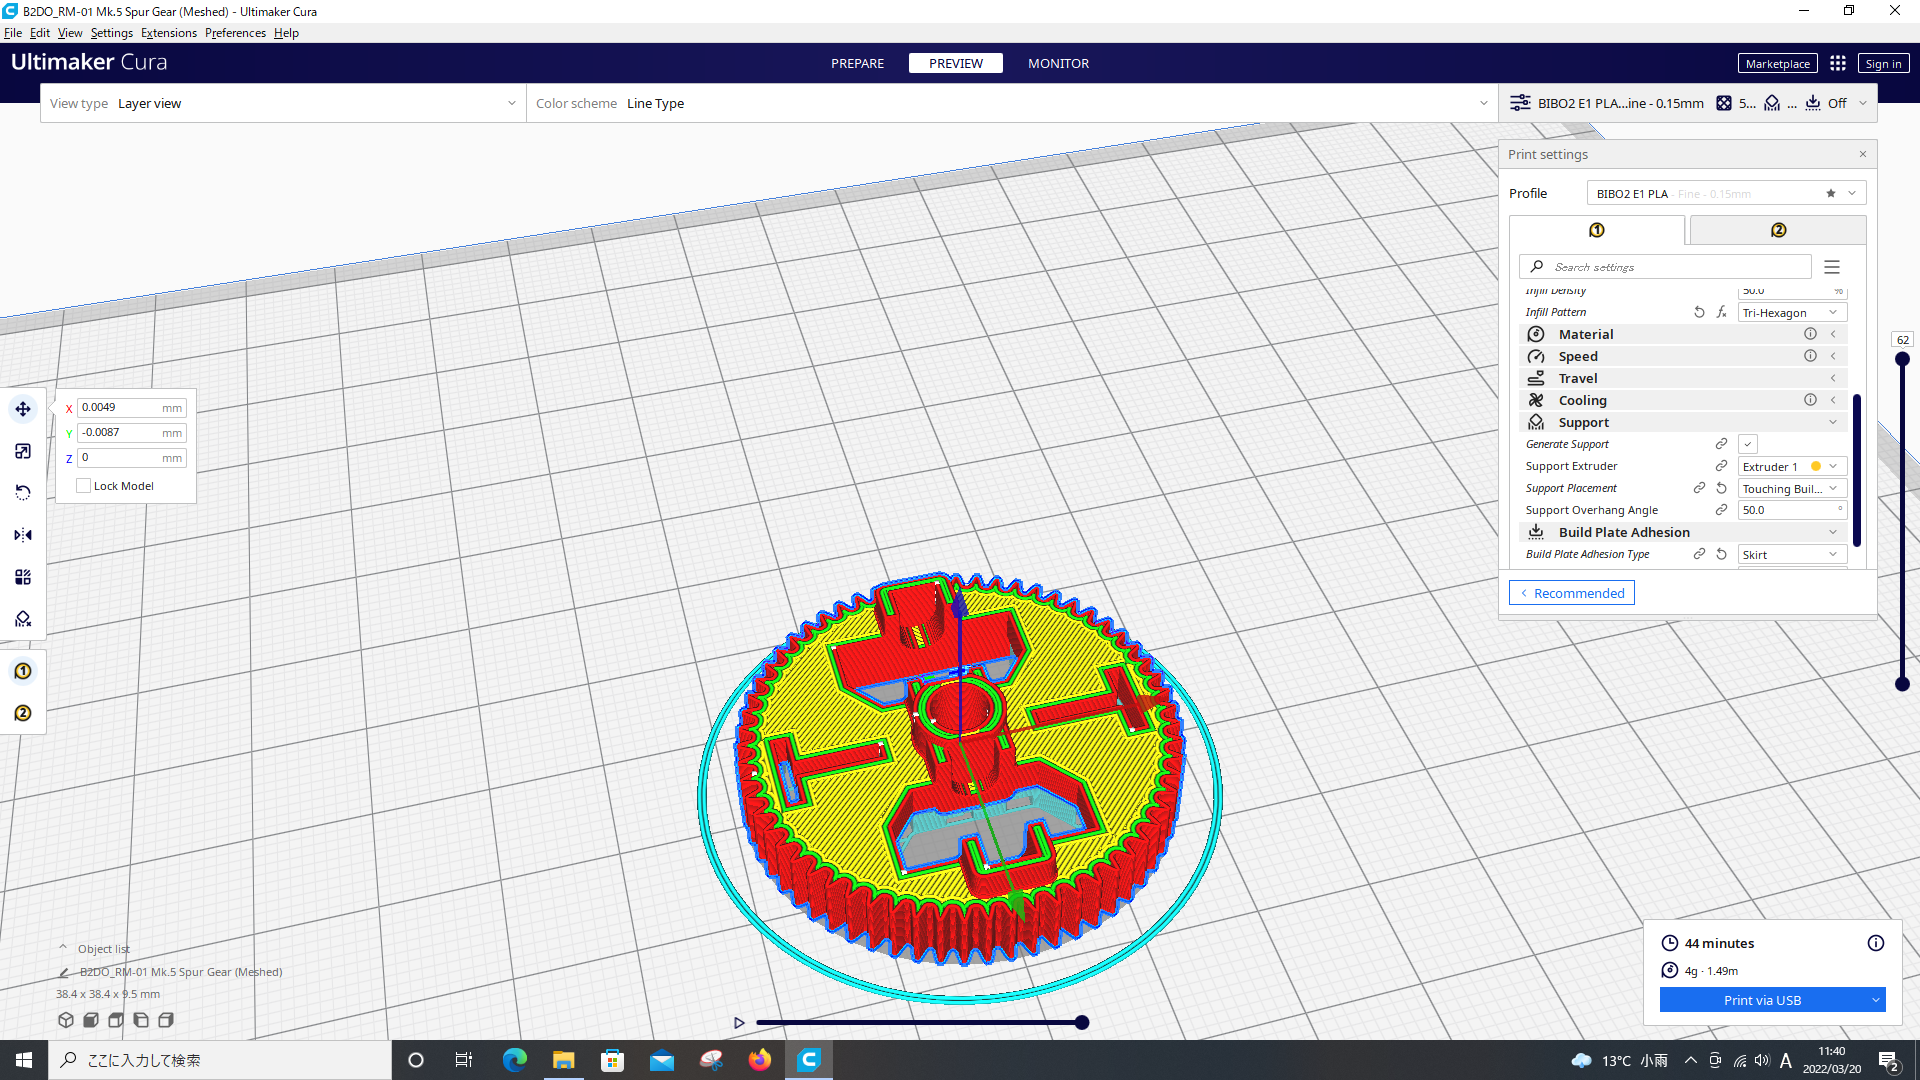 B2DO_RM-01 Mk.5 Spur Gear (Meshed) - Ultimaker Cura
File Edit View Settings Extensions Preferences Help
Ultimaker Cura
PREPARE
PREVIEW
MONITOR
Marketplace
Sign in
View type Layer view
Color scheme Line Type
BIBO2 E1 PLA...ine - 0.15mm
5...
...
Off
Print settings
Profile
BIBO2 E1 PLA - Fine - 0.15mm
1
2
Search settings
Infill Density 50.0 %
Infill Pattern Tri-Hexagon
Material
Speed
Travel
Cooling
Support
Generate Support
Support Extruder Extruder 1
Support Placement Touching Buil...
Support Overhang Angle 50.0 °
Build Plate Adhesion
Build Plate Adhesion Type Skirt
Recommended
62
X 0.0049 mm
Y -0.0087 mm
Z 0 mm
Lock Model
1
2
Object list
B2DO_RM-01 Mk.5 Spur Gear (Meshed)
38.4 x 38.4 x 9.5 mm
44 minutes
4g · 1.49m
Print via USB
ここに入力して検索
13°C 小雨
A
11:40
2022/03/20
2